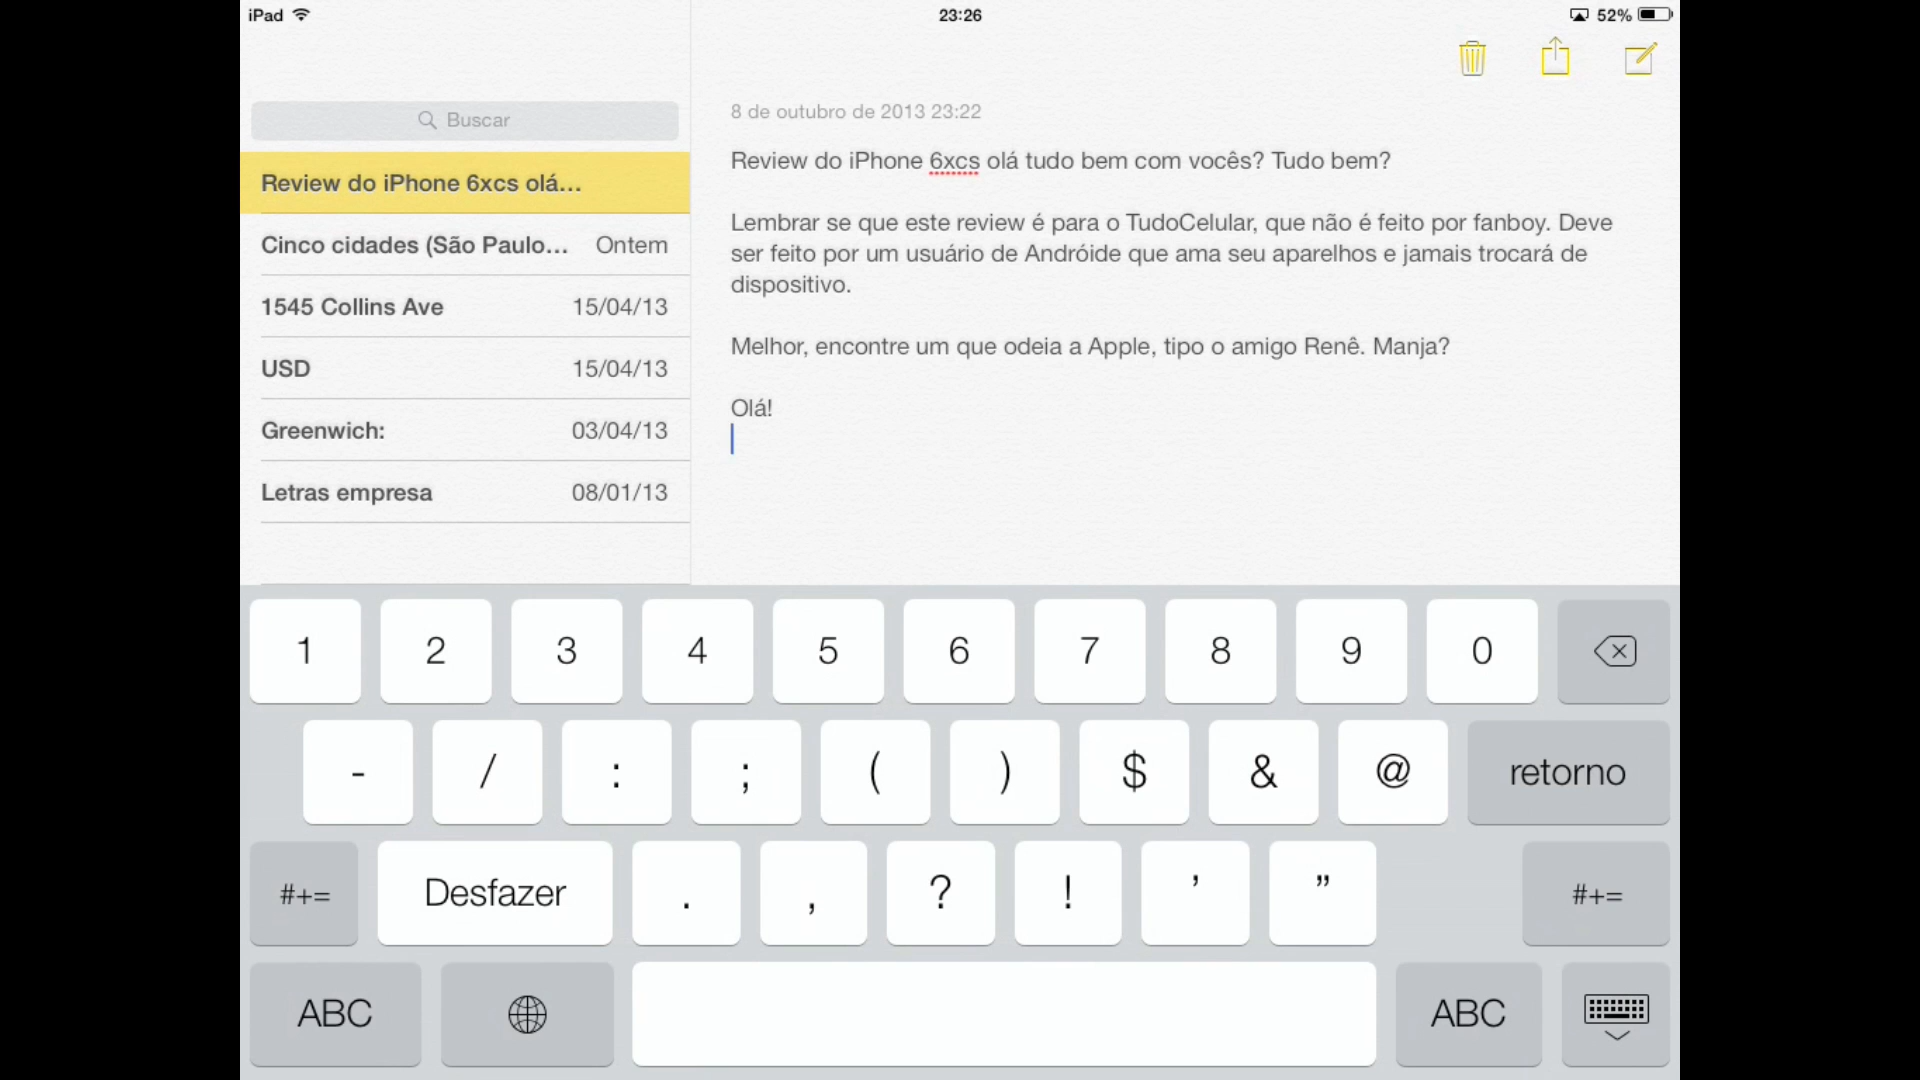 iPad 23:26 52%
Buscar
Review do iPhone 6xcs olá...
Cinco cidades (São Paulo... Ontem
1545 Collins Ave 15/04/13
USD 15/04/13
Greenwich: 03/04/13
Letras empresa 08/01/13
8 de outubro de 2013 23:22
Review do iPhone 6xcs olá tudo bem com vocês? Tudo bem?
Lembrar se que este review é para o TudoCelular, que não é feito por fanboy. Deve
ser feito por um usuário de Andróide que ama seu aparelhos e jamais trocará de
dispositivo.
Melhor, encontre um que odeia a Apple, tipo o amigo Renê. Manja?
Olá!
1 2 3 4 5 6 7 8 9 0
- / : ; ( ) $ & @ retorno
#+= Desfazer . , ? ! ’ ” #+=
ABC ABC